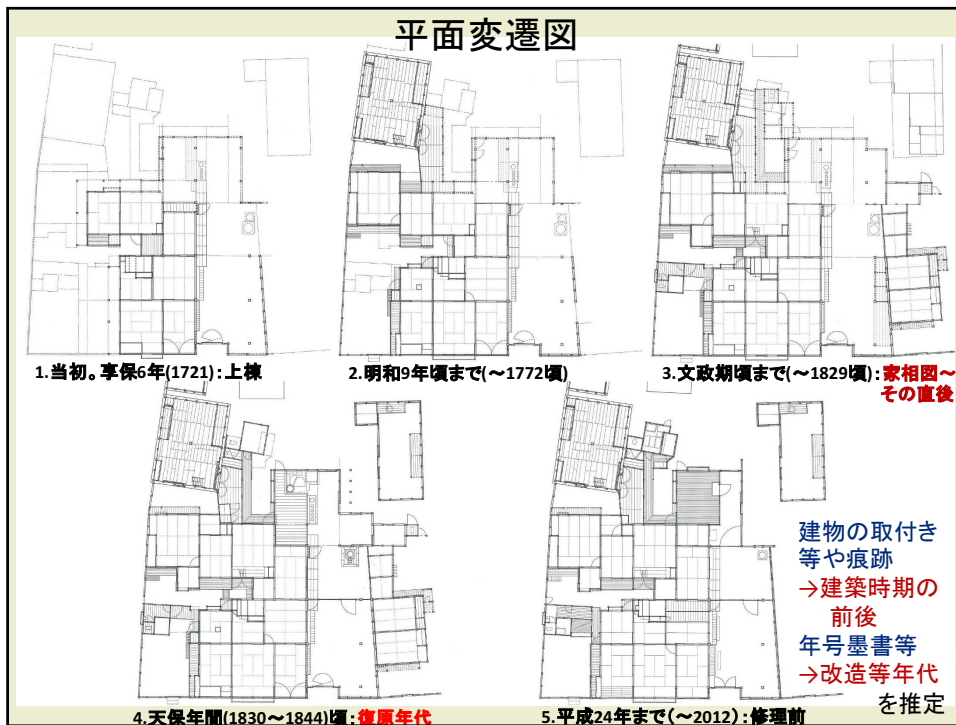 平面変遷図
1.当初。享保6年(1721)：上棟
2.明和9年頃まで(～1772頃)
3.文政期頃まで(～1829頃)：家相図～
その直後
4.天保年間(1830～1844)頃：復原年代
5.平成24年まで(～2012)：修理前
建物の取付き
等や痕跡
→建築時期の
前後
年号墨書等
→改造等年代
を推定